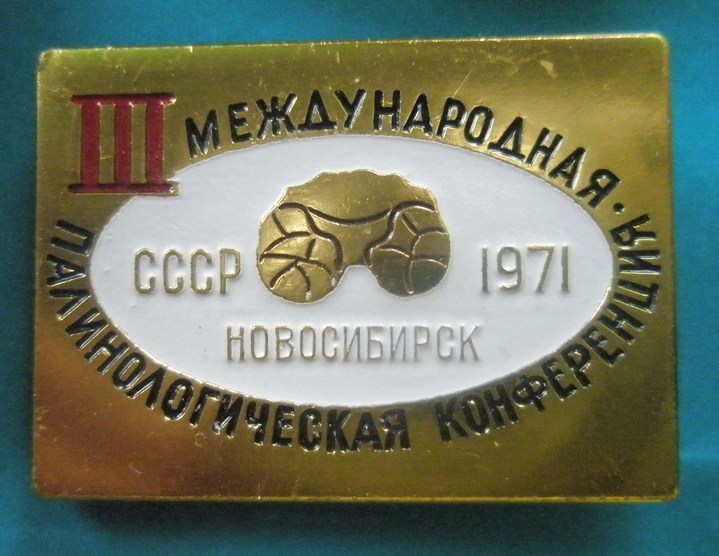 III МЕЖДУНАРОДНАЯ.
ПАЛИНОЛОГИЧЕСКАЯ КОНФЕРЕНЦИЯ
СССР 1971
НОВОСИБИРСК